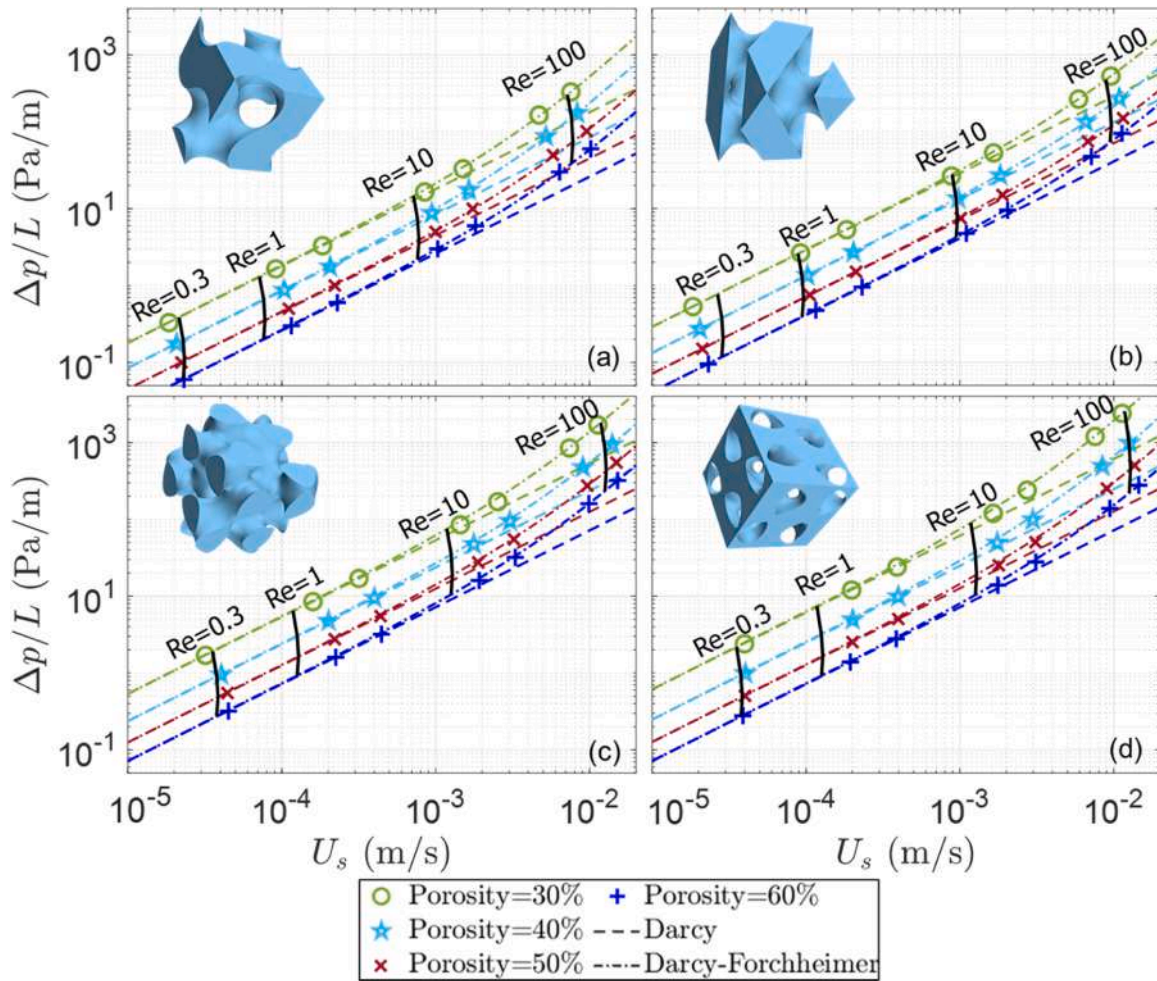 10^3
10^1
10^-1
Δp/L (Pa/m)
Re=0.3
Re=1
Re=10
Re=100
(a)
Re=0.3
Re=1
Re=10
Re=100
(b)
10^3
10^1
10^-1
Δp/L (Pa/m)
Re=0.3
Re=1
Re=10
Re=100
(c)
Re=0.3
Re=1
Re=10
Re=100
(d)
10^-5 10^-4 10^-3 10^-2
10^-5 10^-4 10^-3 10^-2
U_s (m/s)
U_s (m/s)
Porosity=30% Porosity=60%
Porosity=40% Darcy
Porosity=50% Darcy-Forchheimer